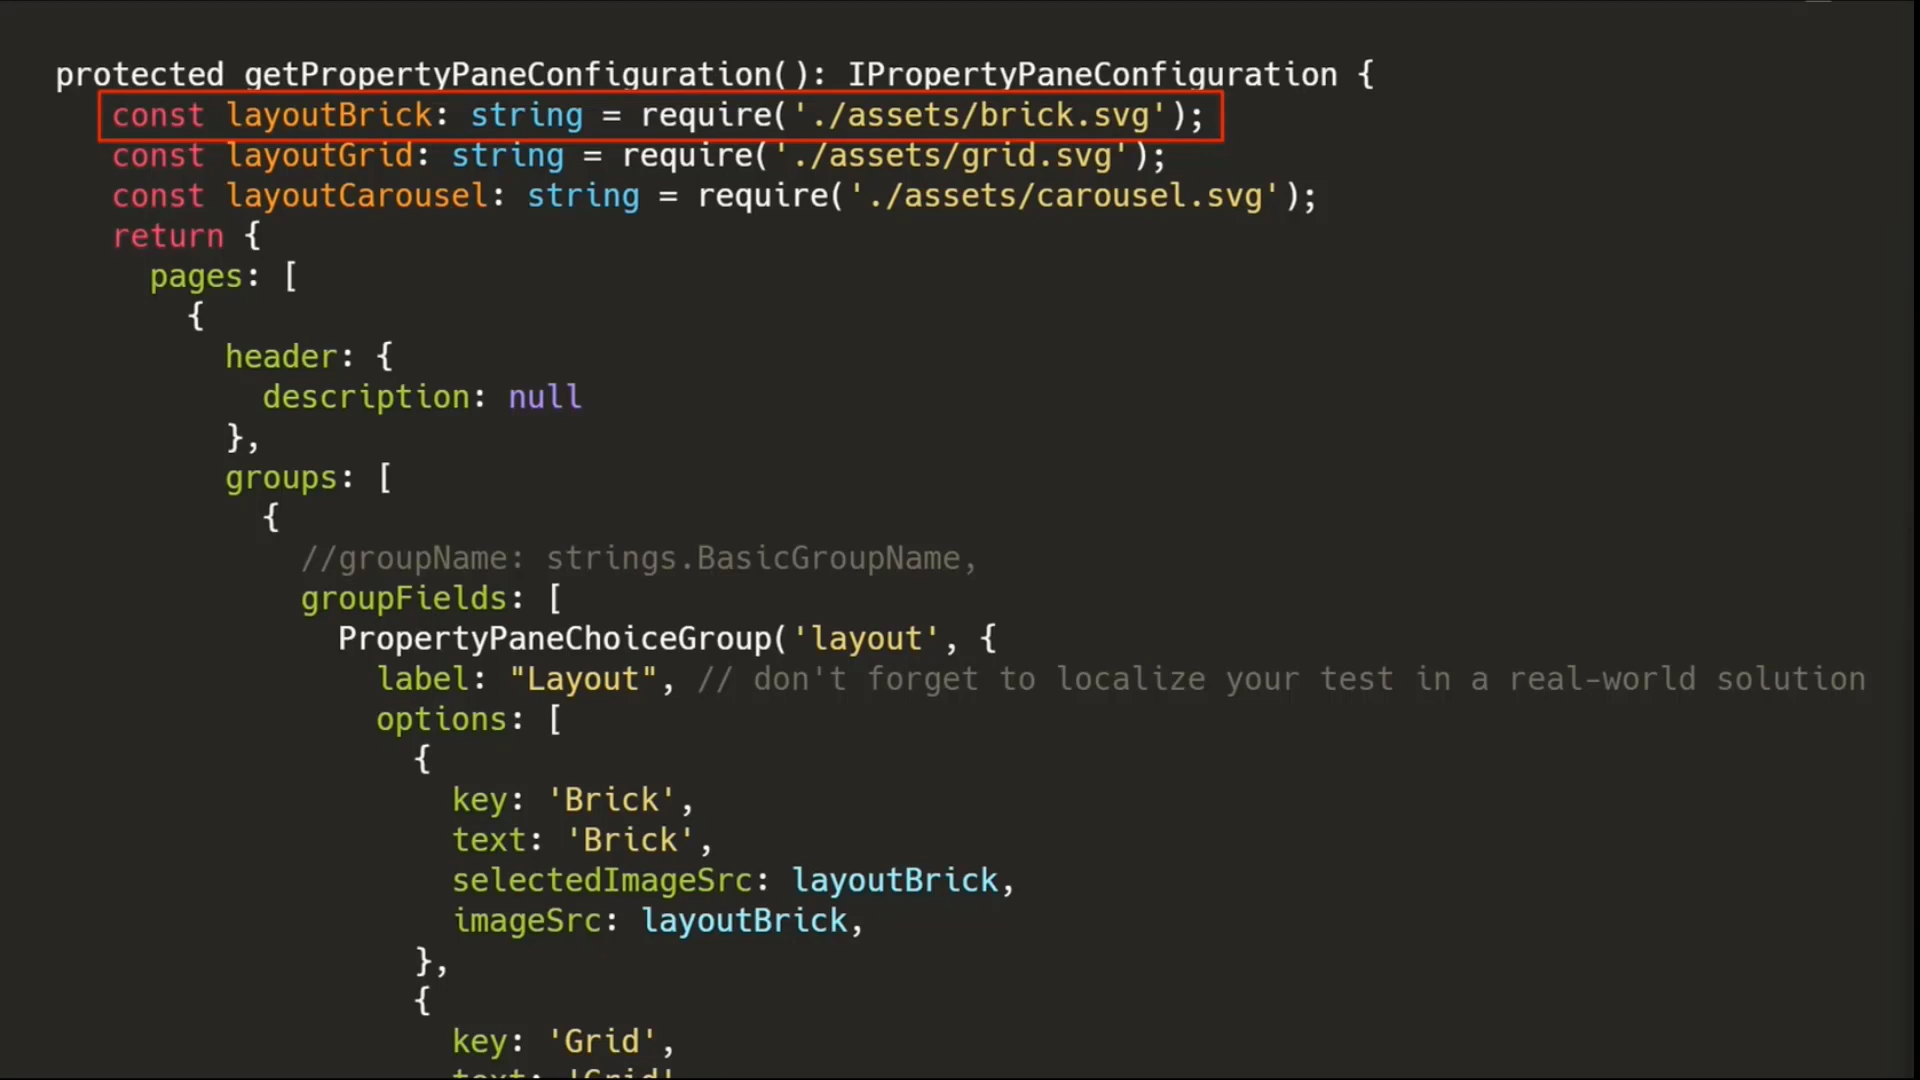 protected getPropertyPaneConfiguration(): IPropertyPaneConfiguration {
const layoutBrick: string = require('./assets/brick.svg');
const layoutGrid: string = require('./assets/grid.svg');
const layoutCarousel: string = require('./assets/carousel.svg');
return {
pages: [
{
header: {
description: null
},
groups: [
{
//groupName: strings.BasicGroupName,
groupFields: [
PropertyPaneChoiceGroup('layout', {
label: "Layout", // don't forget to localize your test in a real-world solution
options: [
{
key: 'Brick',
text: 'Brick',
selectedImageSrc: layoutBrick,
imageSrc: layoutBrick,
},
{
key: 'Grid',
text: 'Grid'